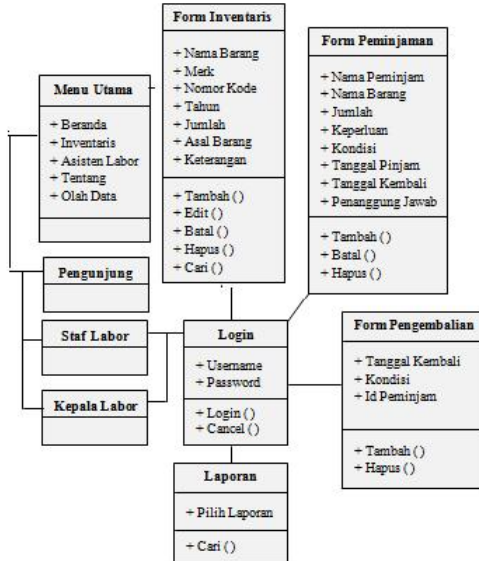 Form Inventaris
+ Nama Barang
+ Merk
+ Nomor Kode
+ Tahun
+ Jumlah
+ Asal Barang
+ Keterangan
+ Tambah ( )
+ Edit ( )
+ Batal ( )
+ Hapus ( )
+ Cari ( )
Form Peminjaman
+ Nama Peminjam
+ Nama Barang
+ Jumlah
+ Keperluan
+ Kondisi
+ Tanggal Pinjam
+ Tanggal Kembali
+ Penanggung Jawab
+ Tambah ( )
+ Batal ( )
+ Hapus ( )
Menu Utama
+ Beranda
+ Inventaris
+ Asisten Labor
+ Tentang
+ Olah Data
Pengunjung
Staf Labor
Kepala Labor
Login
+ Username
+ Password
+ Login ( )
+ Cancel ( )
Form Pengembalian
+ Tanggal Kembali
+ Kondisi
+ Id Peminjam
+ Tambah ( )
+ Hapus ( )
Laporan
+ Pilih Laporan
+ Cari ( )